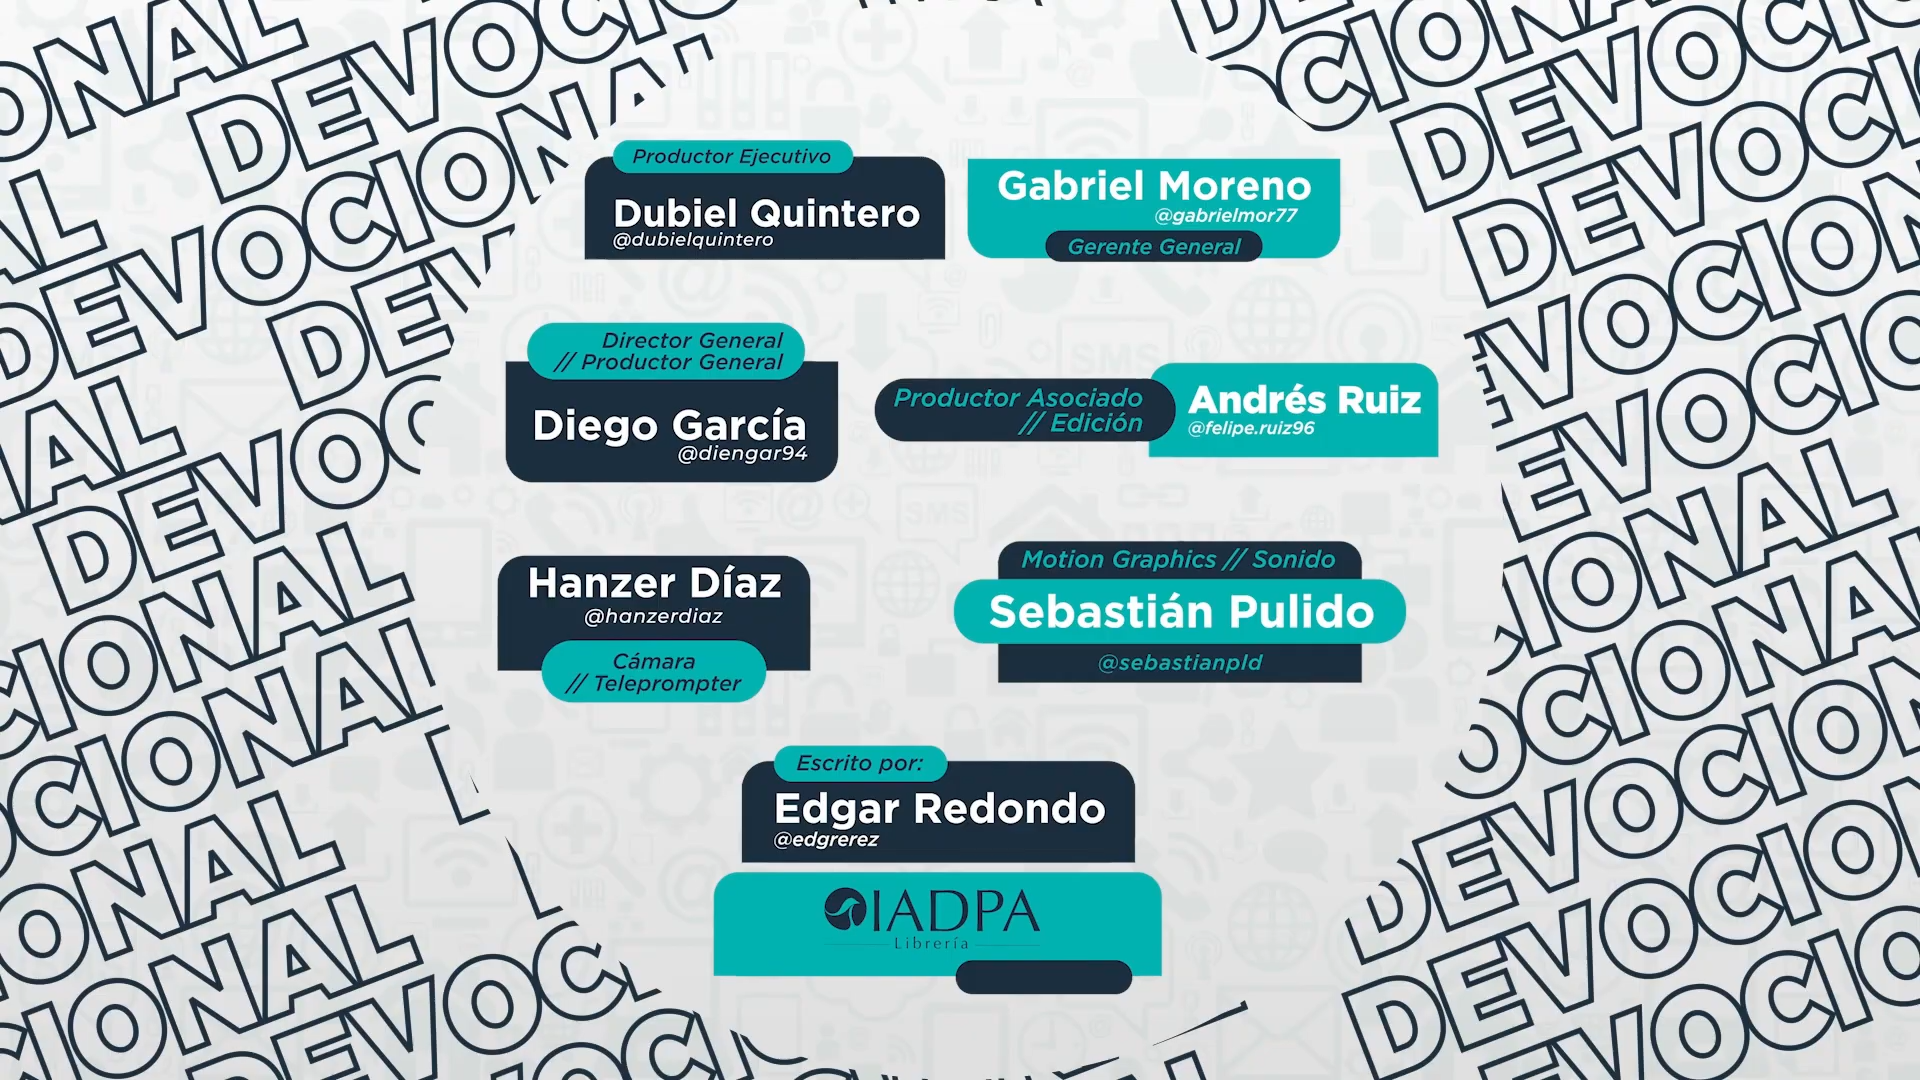 Productor Ejecutivo
Dubiel Quintero
@dubielquintero
Gabriel Moreno
@gabrielmor77
Gerente General
Director General
// Productor General
Diego García
@diengar94
Productor Asociado
// Edición
Andrés Ruiz
@felipe.ruiz96
Hanzer Díaz
@hanzerdiaz
Cámara
// Teleprompter
Motion Graphics // Sonido
Sebastián Pulido
@sebastianpld
Escrito por:
Edgar Redondo
@edgrerez
IADPA
Librería
DEVOCIONAL